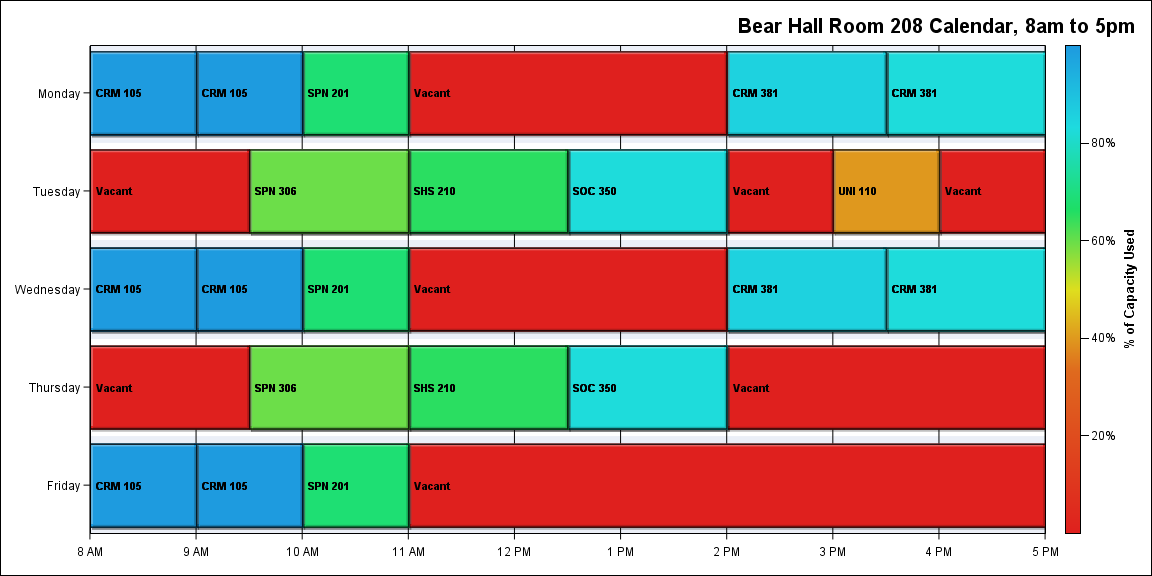 Bear Hall Room 208 Calendar, 8am to 5pm
Monday
CRM 105
CRM 105
SPN 201
Vacant
CRM 381
CRM 381
Tuesday
Vacant
SPN 306
SHS 210
SOC 350
Vacant
UNI 110
Vacant
Wednesday
CRM 105
CRM 105
SPN 201
Vacant
CRM 381
CRM 381
Thursday
Vacant
SPN 306
SHS 210
SOC 350
Vacant
Friday
CRM 105
CRM 105
SPN 201
Vacant
8 AM
9 AM
10 AM
11 AM
12 PM
1 PM
2 PM
3 PM
4 PM
5 PM
80%
60%
40%
20%
% of Capacity Used